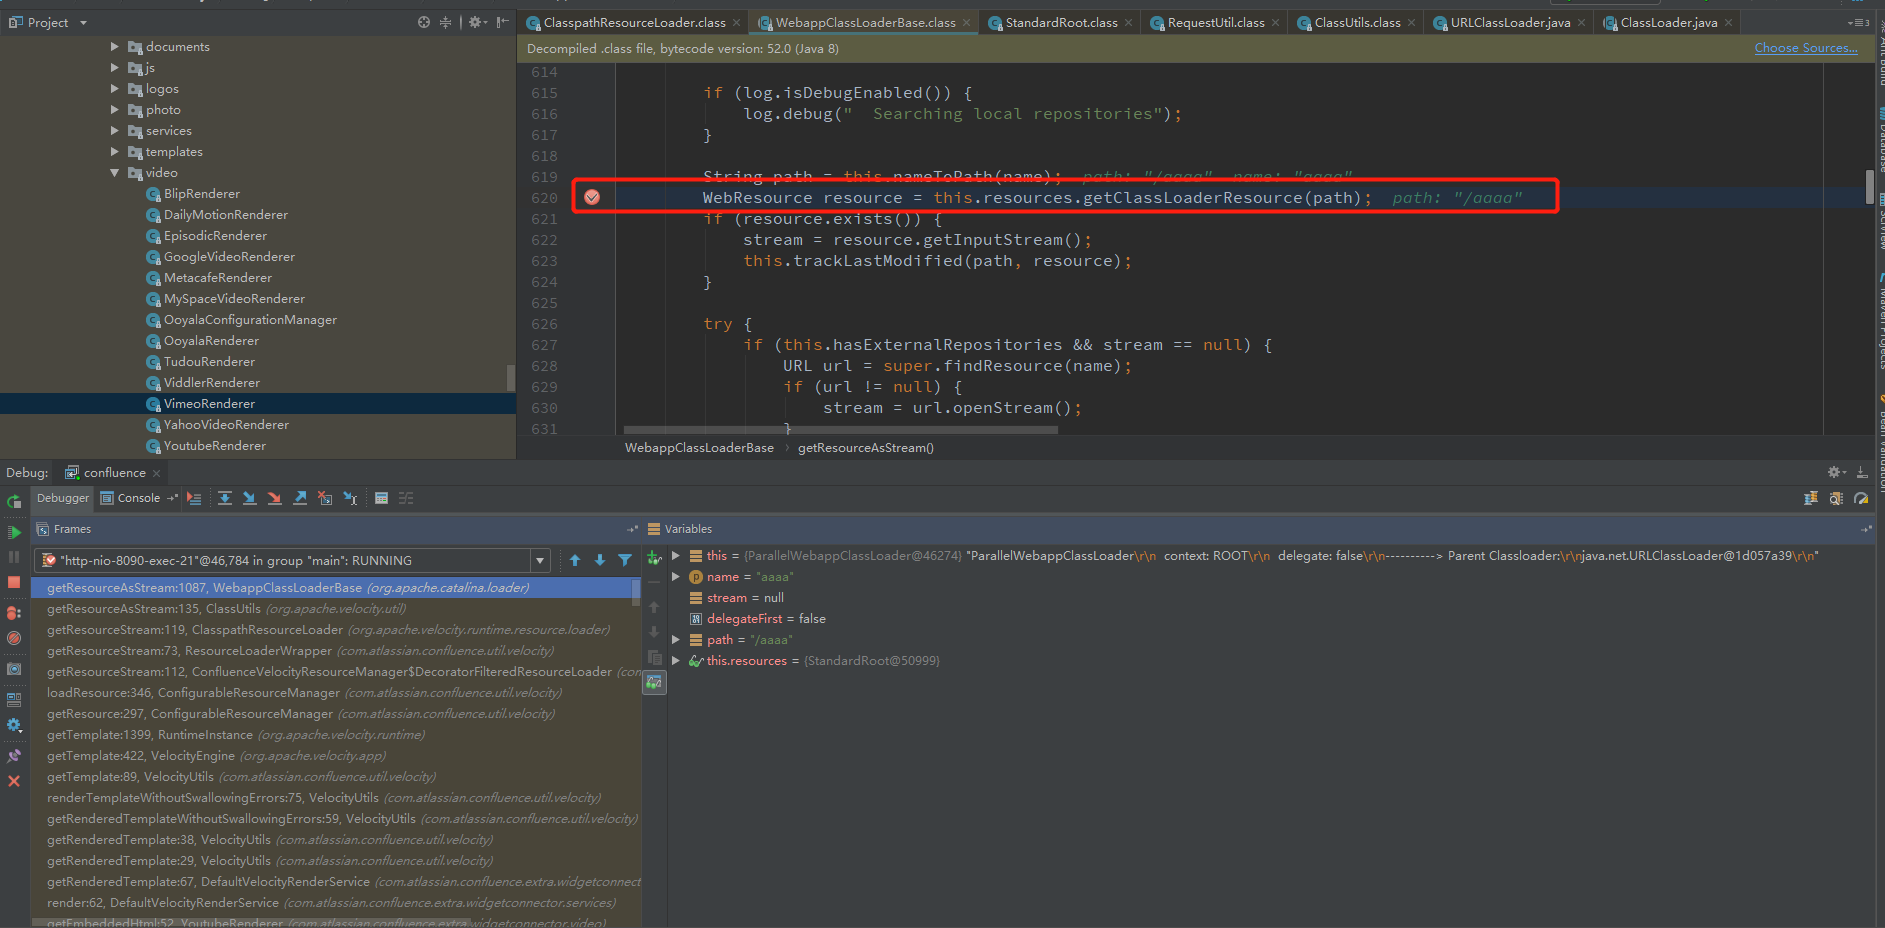 Project
documents
js
logos
photo
services
templates
video
BlipRenderer
DailyMotionRenderer
EpisodicRenderer
GoogleVideoRenderer
MetacafeRenderer
MySpaceVideoRenderer
OoyalaConfigurationManager
OoyalaRenderer
TudouRenderer
ViddlerRenderer
VimeoRenderer
YahooVideoRenderer
YoutubeRenderer
ClasspathResourceLoader.class WebappClassLoaderBase.class StandardRoot.class RequestUtil.class ClassUtils.class URLClassLoader.java ClassLoader.java
Decompiled .class file, bytecode version: 52.0 (Java 8) Choose Sources...
614
615 if (log.isDebugEnabled()) {
616 log.debug("  Searching local repositories");
617 }
618
619 String path = this.nameToPath(name); path: "/aaaa" name: "aaaa"
620 WebResource resource = this.resources.getClassLoaderResource(path); path: "/aaaa"
621 if (resource.exists()) {
622 stream = resource.getInputStream();
623 this.trackLastModified(path, resource);
624 }
625
626 try {
627 if (this.hasExternalRepositories && stream == null) {
628 URL url = super.findResource(name);
629 if (url != null) {
630 stream = url.openStream();
631 }
WebappClassLoaderBase › getResourceAsStream()
Ant Build
Database
SciView
Maven Projects
Bean Validation
Debug: confluence
Debugger Console
Frames
"http-nio-8090-exec-21"@46,784 in group "main": RUNNING
getResourceAsStream:1087, WebappClassLoaderBase (org.apache.catalina.loader)
getResourceAsStream:135, ClassUtils (org.apache.velocity.util)
getResourceStream:119, ClasspathResourceLoader (org.apache.velocity.runtime.resource.loader)
getResourceStream:73, ResourceLoaderWrapper (com.atlassian.confluence.util.velocity)
getResourceStream:112, ConfluenceVelocityResourceManager$DecoratorFilteredResourceLoader (con
loadResource:346, ConfigurableResourceManager (com.atlassian.confluence.util.velocity)
getResource:297, ConfigurableResourceManager (com.atlassian.confluence.util.velocity)
getTemplate:1399, RuntimeInstance (org.apache.velocity.runtime)
getTemplate:422, VelocityEngine (org.apache.velocity.app)
getTemplate:89, VelocityUtils (com.atlassian.confluence.util.velocity)
renderTemplateWithoutSwallowingErrors:75, VelocityUtils (com.atlassian.confluence.util.velocity)
getRenderedTemplateWithoutSwallowingErrors:59, VelocityUtils (com.atlassian.confluence.util.velocity)
getRenderedTemplate:38, VelocityUtils (com.atlassian.confluence.util.velocity)
getRenderedTemplate:29, VelocityUtils (com.atlassian.confluence.util.velocity)
getRenderedTemplate:67, DefaultVelocityRenderService (com.atlassian.confluence.extra.widgetconnect
render:62, DefaultVelocityRenderService (com.atlassian.confluence.extra.widgetconnector.services)
getEmbeddedHtml:52, YoutubeRenderer (com.atlassian.confluence.extra.widgetconnector.video)
Variables
this = {ParallelWebappClassLoader@46274} "ParallelWebappClassLoader\r\n  context: ROOT\r\n  delegate: false\r\n----------> Parent Classloader:\r\njava.net.URLClassLoader@1d057a39\r\n"
name = "aaaa"
stream = null
delegateFirst = false
path = "/aaaa"
this.resources = {StandardRoot@50999}